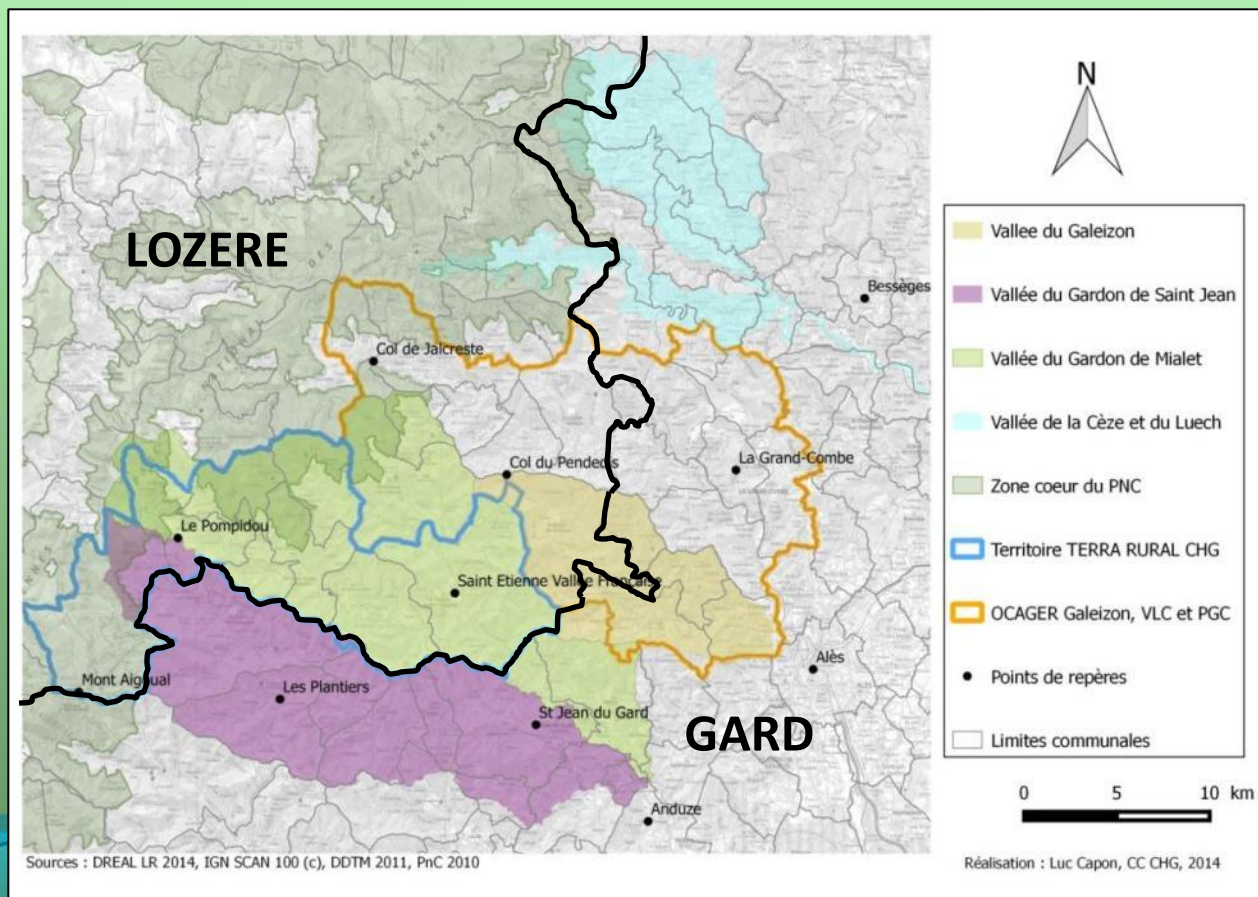 LOZERE
GARD
CEVENNES
DES
Bessèges
Col de Jalcreste
Col du Pendedis
La Grand-Combe
Le Pompidou
Saint Etienne Vallée Française
Alès
Mont Aigoual
Les Plantiers
St Jean du Gard
Anduze
N
Vallee du Galeizon
Vallée du Gardon de Saint Jean
Vallée du Gardon de Mialet
Vallée de la Cèze et du Luech
Zone coeur du PNC
Territoire TERRA RURAL CHG
OCAGER Galeizon, VLC et PGC
Points de repères
Limites communales
0 5 10 km
Sources : DREAL LR 2014, IGN SCAN 100 (c), DDTM 2011, PnC 2010
Réalisation : Luc Capon, CC CHG, 2014